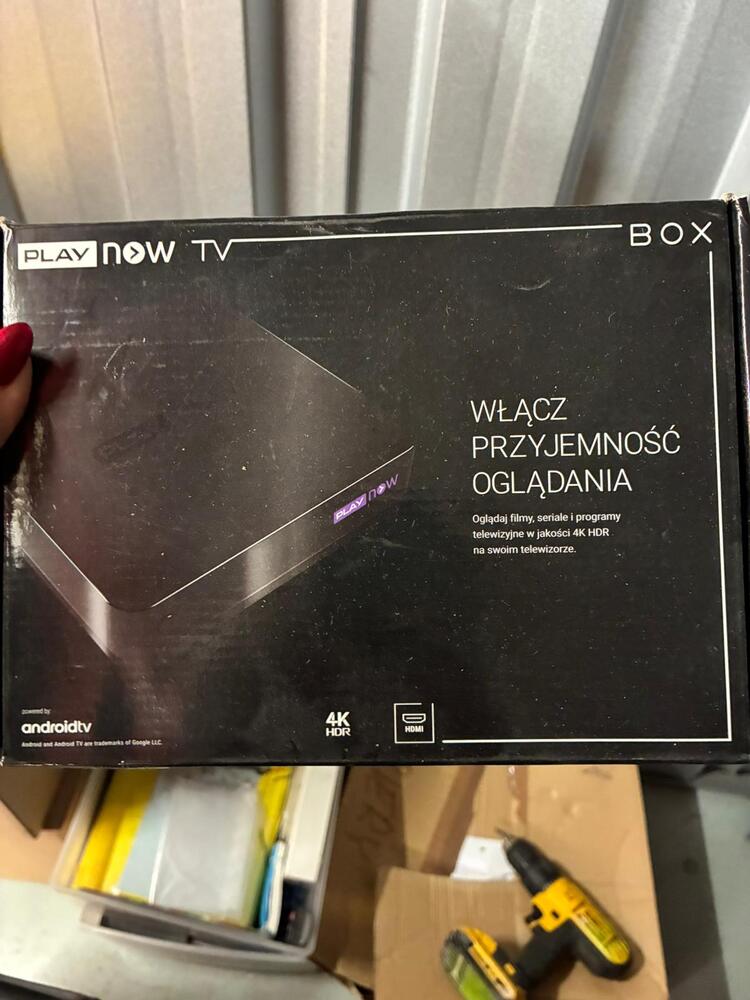 PLAY NOW TV BOX
WŁĄCZ
PRZYJEMNOŚĆ
OGLĄDANIA
Oglądaj filmy, seriale i programy
telewizyjne w jakości 4K HDR
na swoim telewizorze.
PLAY NOW
powered by
androidtv
Android and Android TV are trademarks of Google LLC.
4K
HDR
HDMI